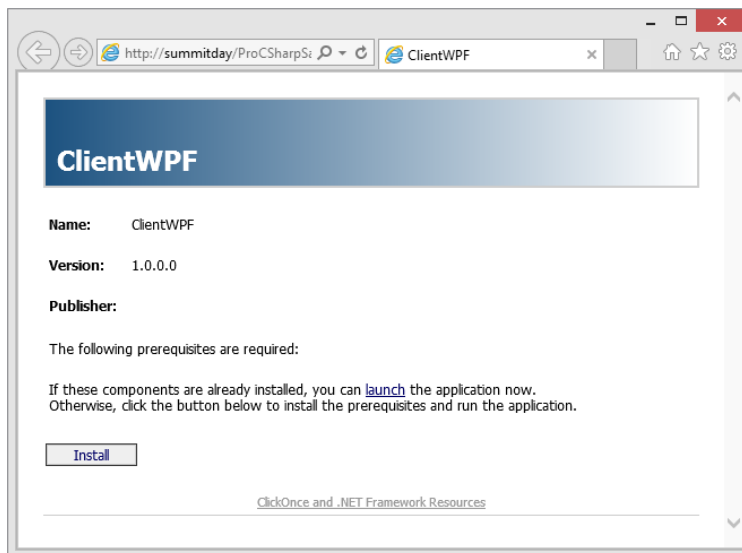 http://summitday/ProCSharpSa
ClientWPF
ClientWPF
Name: ClientWPF
Version: 1.0.0.0
Publisher:
The following prerequisites are required:
If these components are already installed, you can launch the application now.
Otherwise, click the button below to install the prerequisites and run the application.
Install
ClickOnce and .NET Framework Resources